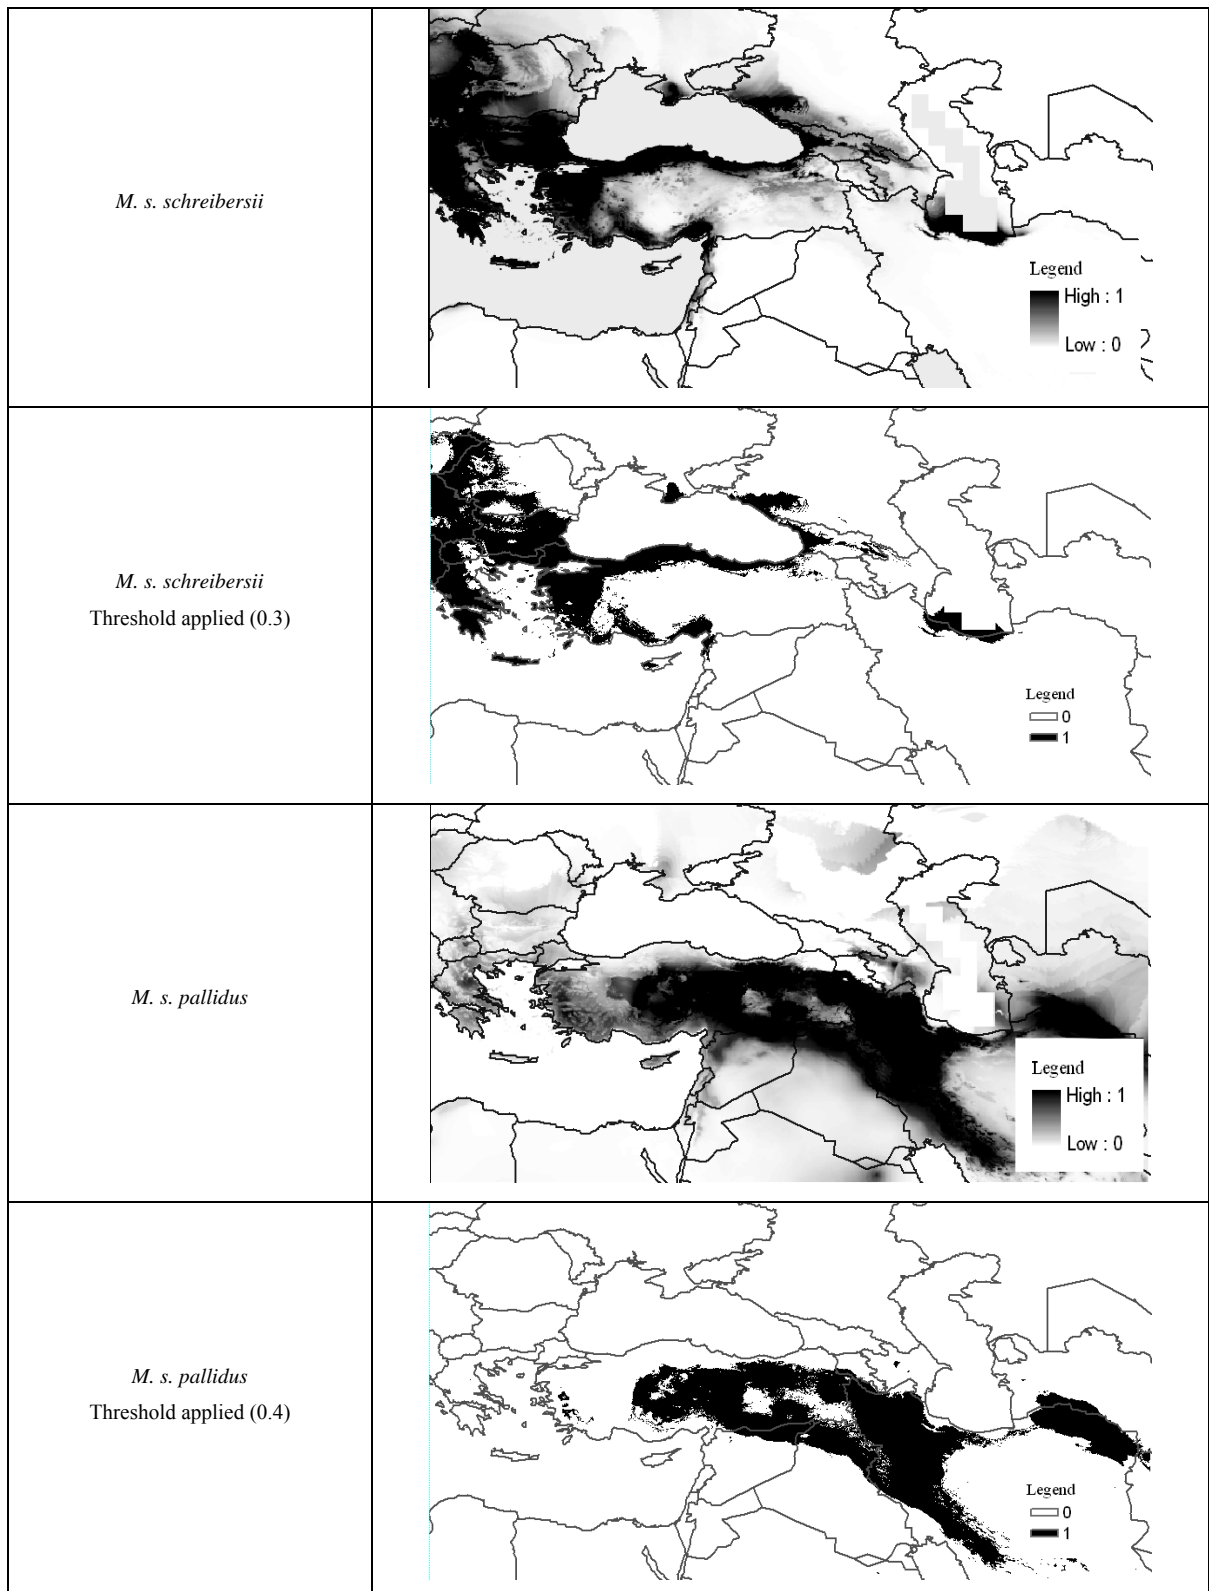 M. s. schreibersii
Legend
High : 1
Low : 0
M. s. schreibersii
Threshold applied (0.3)
Legend
0
1
M. s. pallidus
Legend
High : 1
Low : 0
M. s. pallidus
Threshold applied (0.4)
Legend
0
1